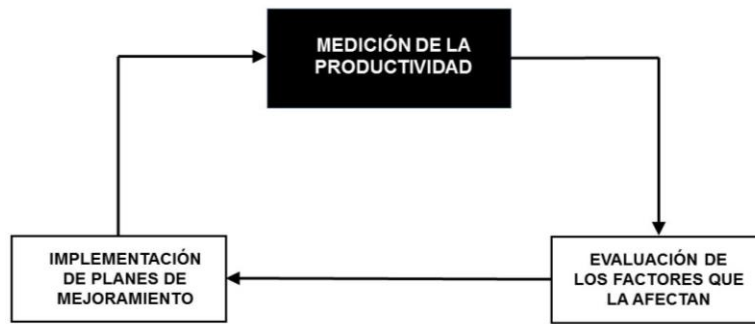 MEDICIÓN DE LA
PRODUCTIVIDAD
IMPLEMENTACIÓN
DE PLANES DE
MEJORAMIENTO
EVALUACIÓN DE
LOS FACTORES QUE
LA AFECTAN